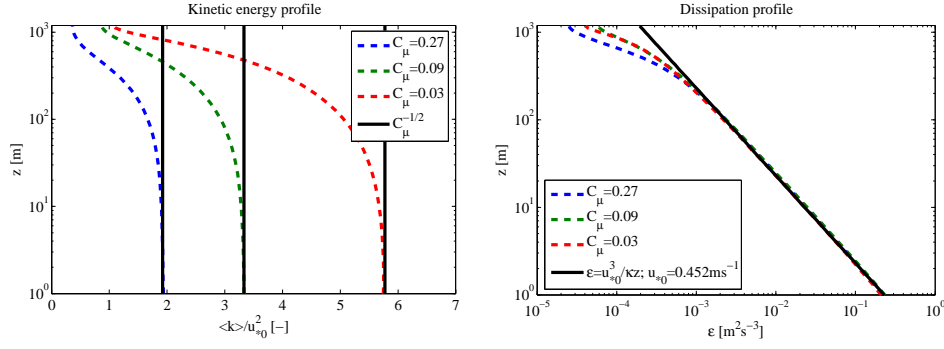 Kinetic energy profile
10³
10²
10¹
10⁰
z [m]
C_μ=0.27
C_μ=0.09
C_μ=0.03
C_μ^{-1/2}
0 1 2 3 4 5 6 7
<k>/u²_{*0} [−]
Dissipation profile
10³
10²
10¹
10⁰
z [m]
C_μ=0.27
C_μ=0.09
C_μ=0.03
ε=u³_{*0}/κz; u_{*0}=0.452ms⁻¹
10⁻⁵ 10⁻⁴ 10⁻³ 10⁻² 10⁻¹ 10⁰
ε [m²s⁻³]